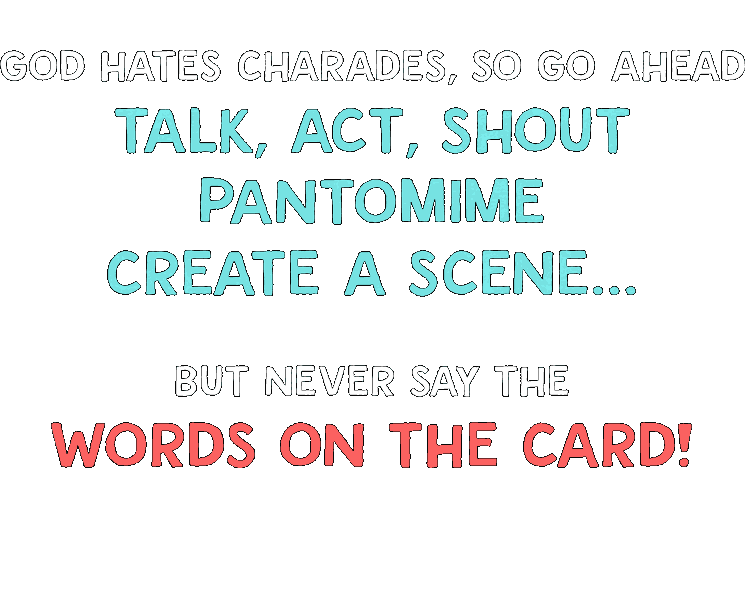 GOD HATES CHARADES, SO GO AHEAD
TALK, ACT, SHOUT
PANTOMIME
CREATE A SCENE...
BUT NEVER SAY THE
WORDS ON THE CARD!